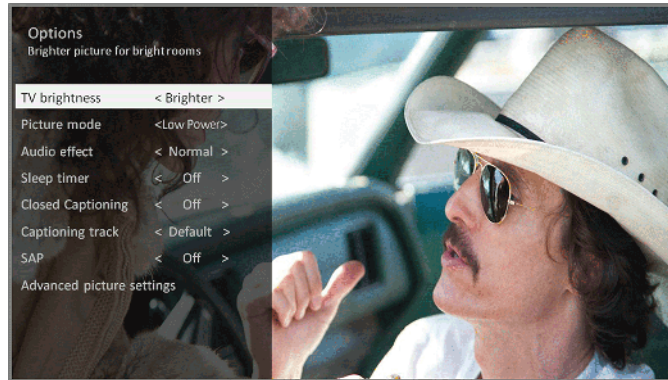 Options
Brighter picture for bright rooms
TV brightness < Brighter >
Picture mode <Low Power>
Audio effect < Normal >
Sleep timer < Off >
Closed Captioning < Off >
Captioning track < Default >
SAP < Off >
Advanced picture settings